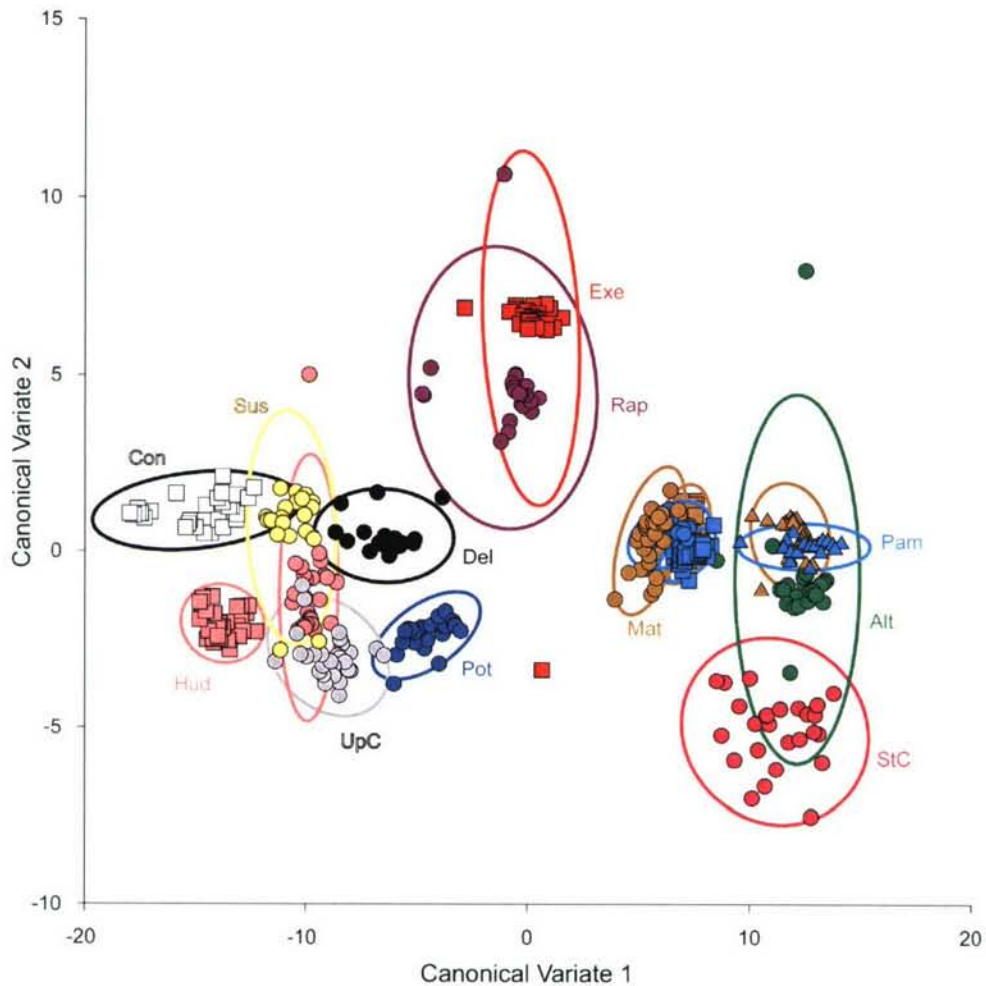 15
10
5
0
-5
-10
Canonical Variate 2
Exe
Rap
Sus
Con
Del
Hud
UpC
Pot
Mat
Pam
Alt
StC
-20
-10
0
10
20
Canonical Variate 1